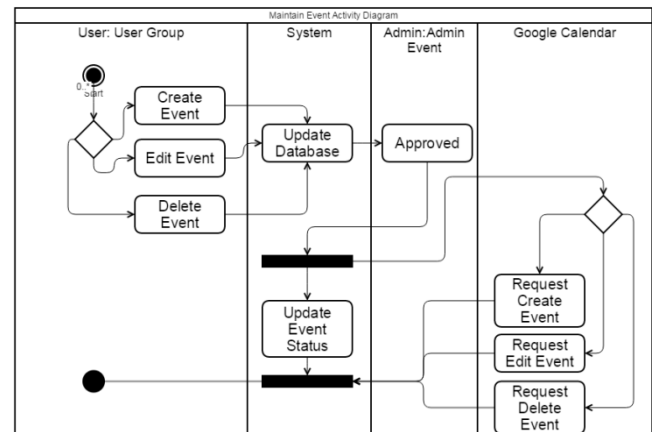 Maintain Event Activity Diagram
User: User Group
System
Admin:Admin
Event
Google Calendar
0..*
Start
Create
Event
Edit Event
Delete
Event
Update
Database
Approved
Update
Event
Status
Request
Create
Event
Request
Edit Event
Request
Delete
Event